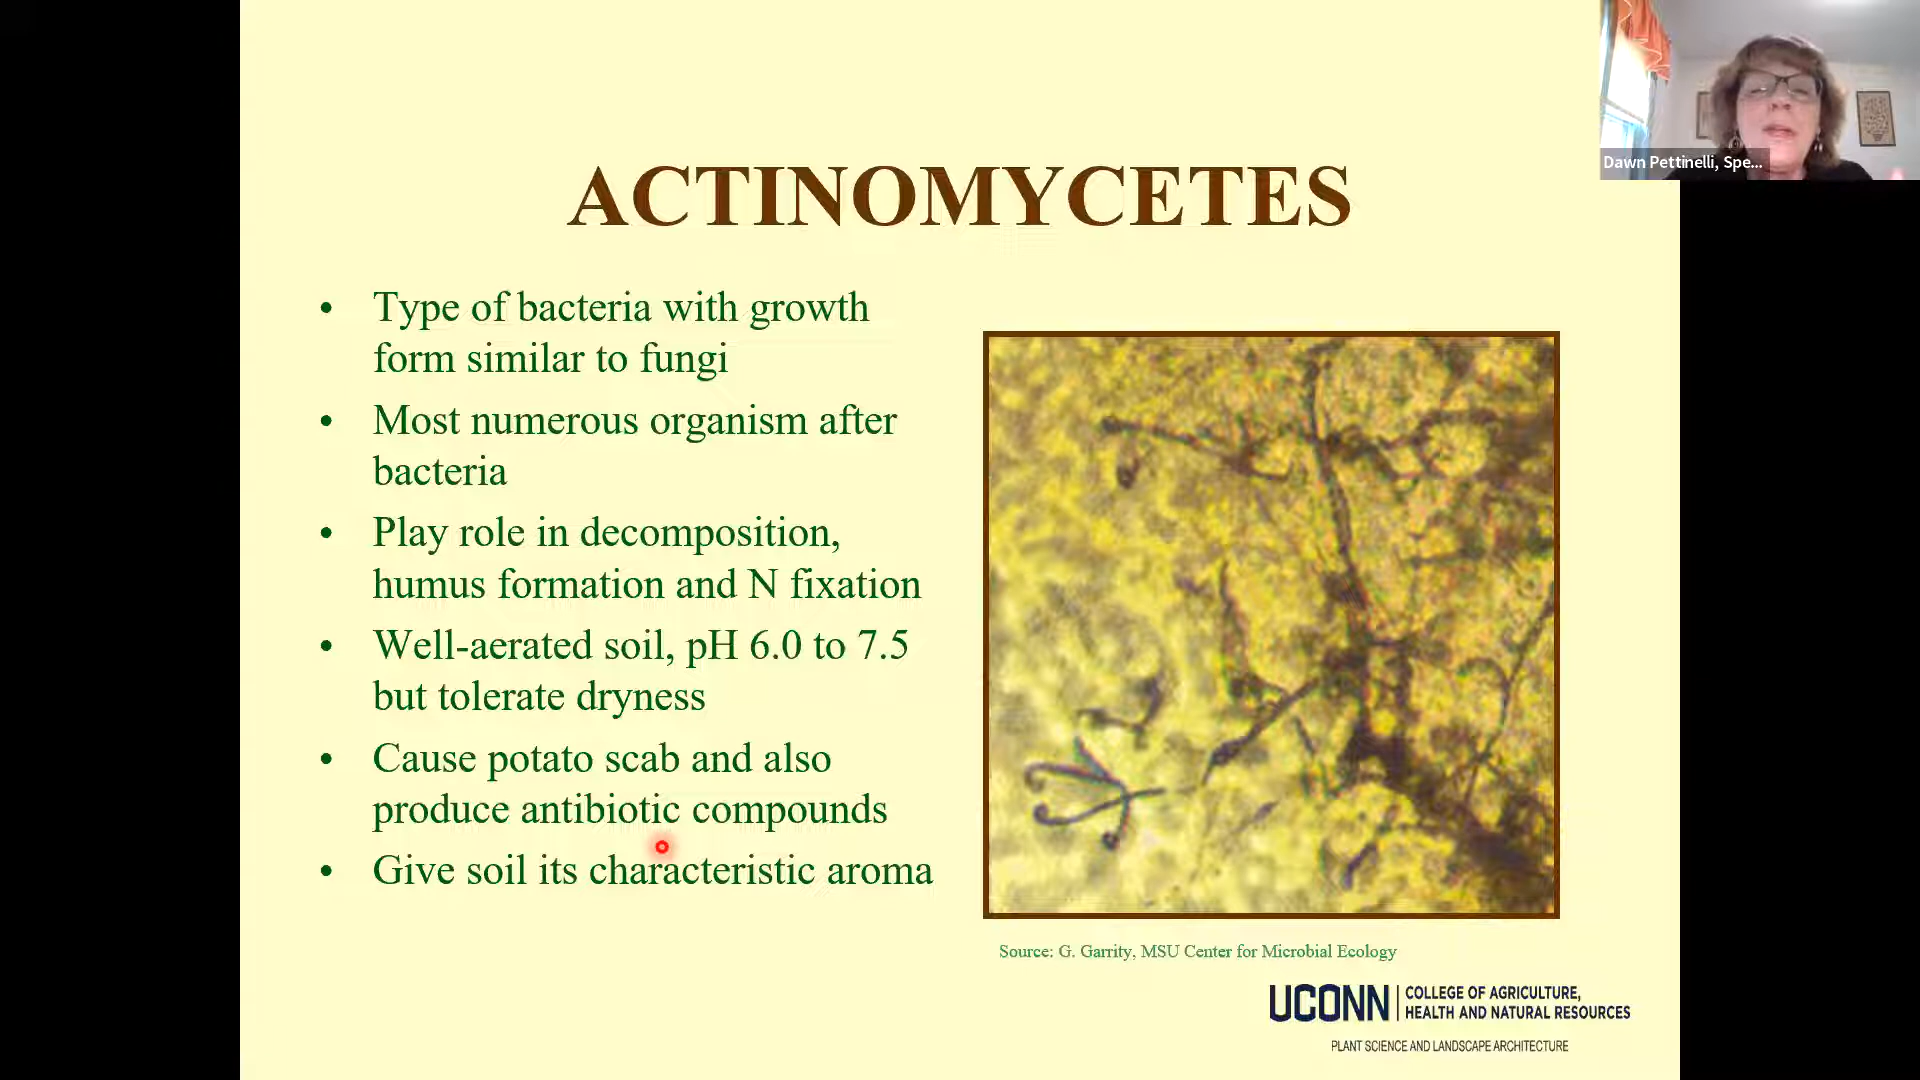 Dawn Pettinelli, Spe...
ACTINOMYCETES
• Type of bacteria with growth
form similar to fungi
• Most numerous organism after
bacteria
• Play role in decomposition,
humus formation and N fixation
• Well-aerated soil, pH 6.0 to 7.5
but tolerate dryness
• Cause potato scab and also
produce antibiotic compounds
• Give soil its characteristic aroma
Source: G. Garrity, MSU Center for Microbial Ecology
UCONN | COLLEGE OF AGRICULTURE,
HEALTH AND NATURAL RESOURCES
PLANT SCIENCE AND LANDSCAPE ARCHITECTURE